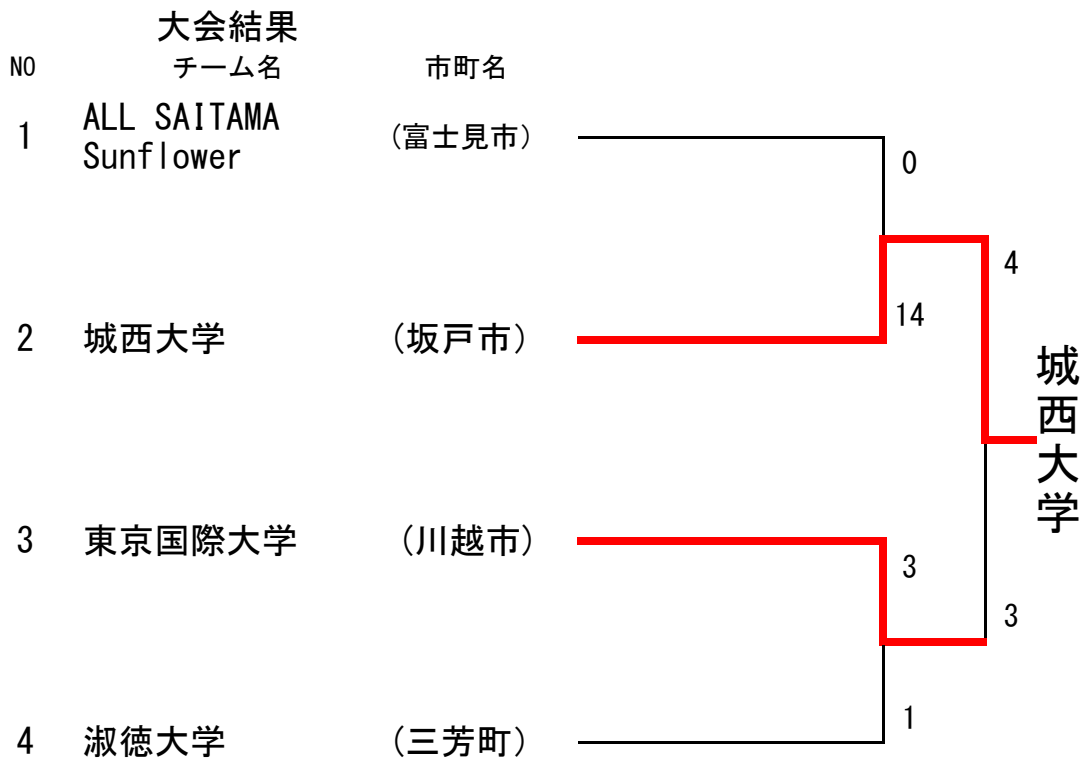 大会結果
NO チーム名 市町名
1 ALL SAITAMA Sunflower (富士見市)
0
4
14
2 城西大学 (坂戸市)
城西大学
3 東京国際大学 (川越市)
3
3
1
4 淑徳大学 (三芳町)